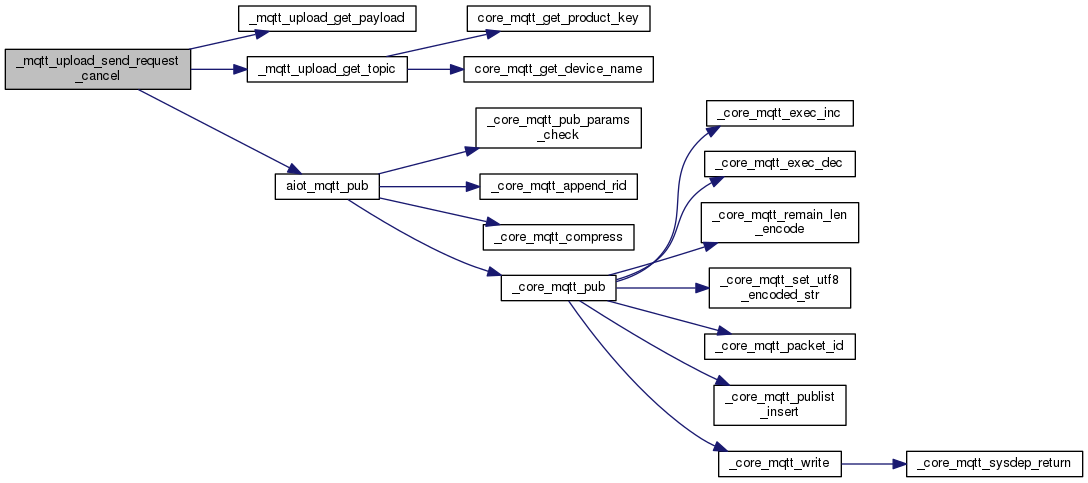 _mqtt_upload_send_request
_cancel
_mqtt_upload_get_payload
_mqtt_upload_get_topic
core_mqtt_get_product_key
core_mqtt_get_device_name
aiot_mqtt_pub
_core_mqtt_pub_params
_check
_core_mqtt_append_rid
_core_mqtt_compress
_core_mqtt_pub
_core_mqtt_exec_inc
_core_mqtt_exec_dec
_core_mqtt_remain_len
_encode
_core_mqtt_set_utf8
_encoded_str
_core_mqtt_packet_id
_core_mqtt_publist
_insert
_core_mqtt_write
_core_mqtt_sysdep_return